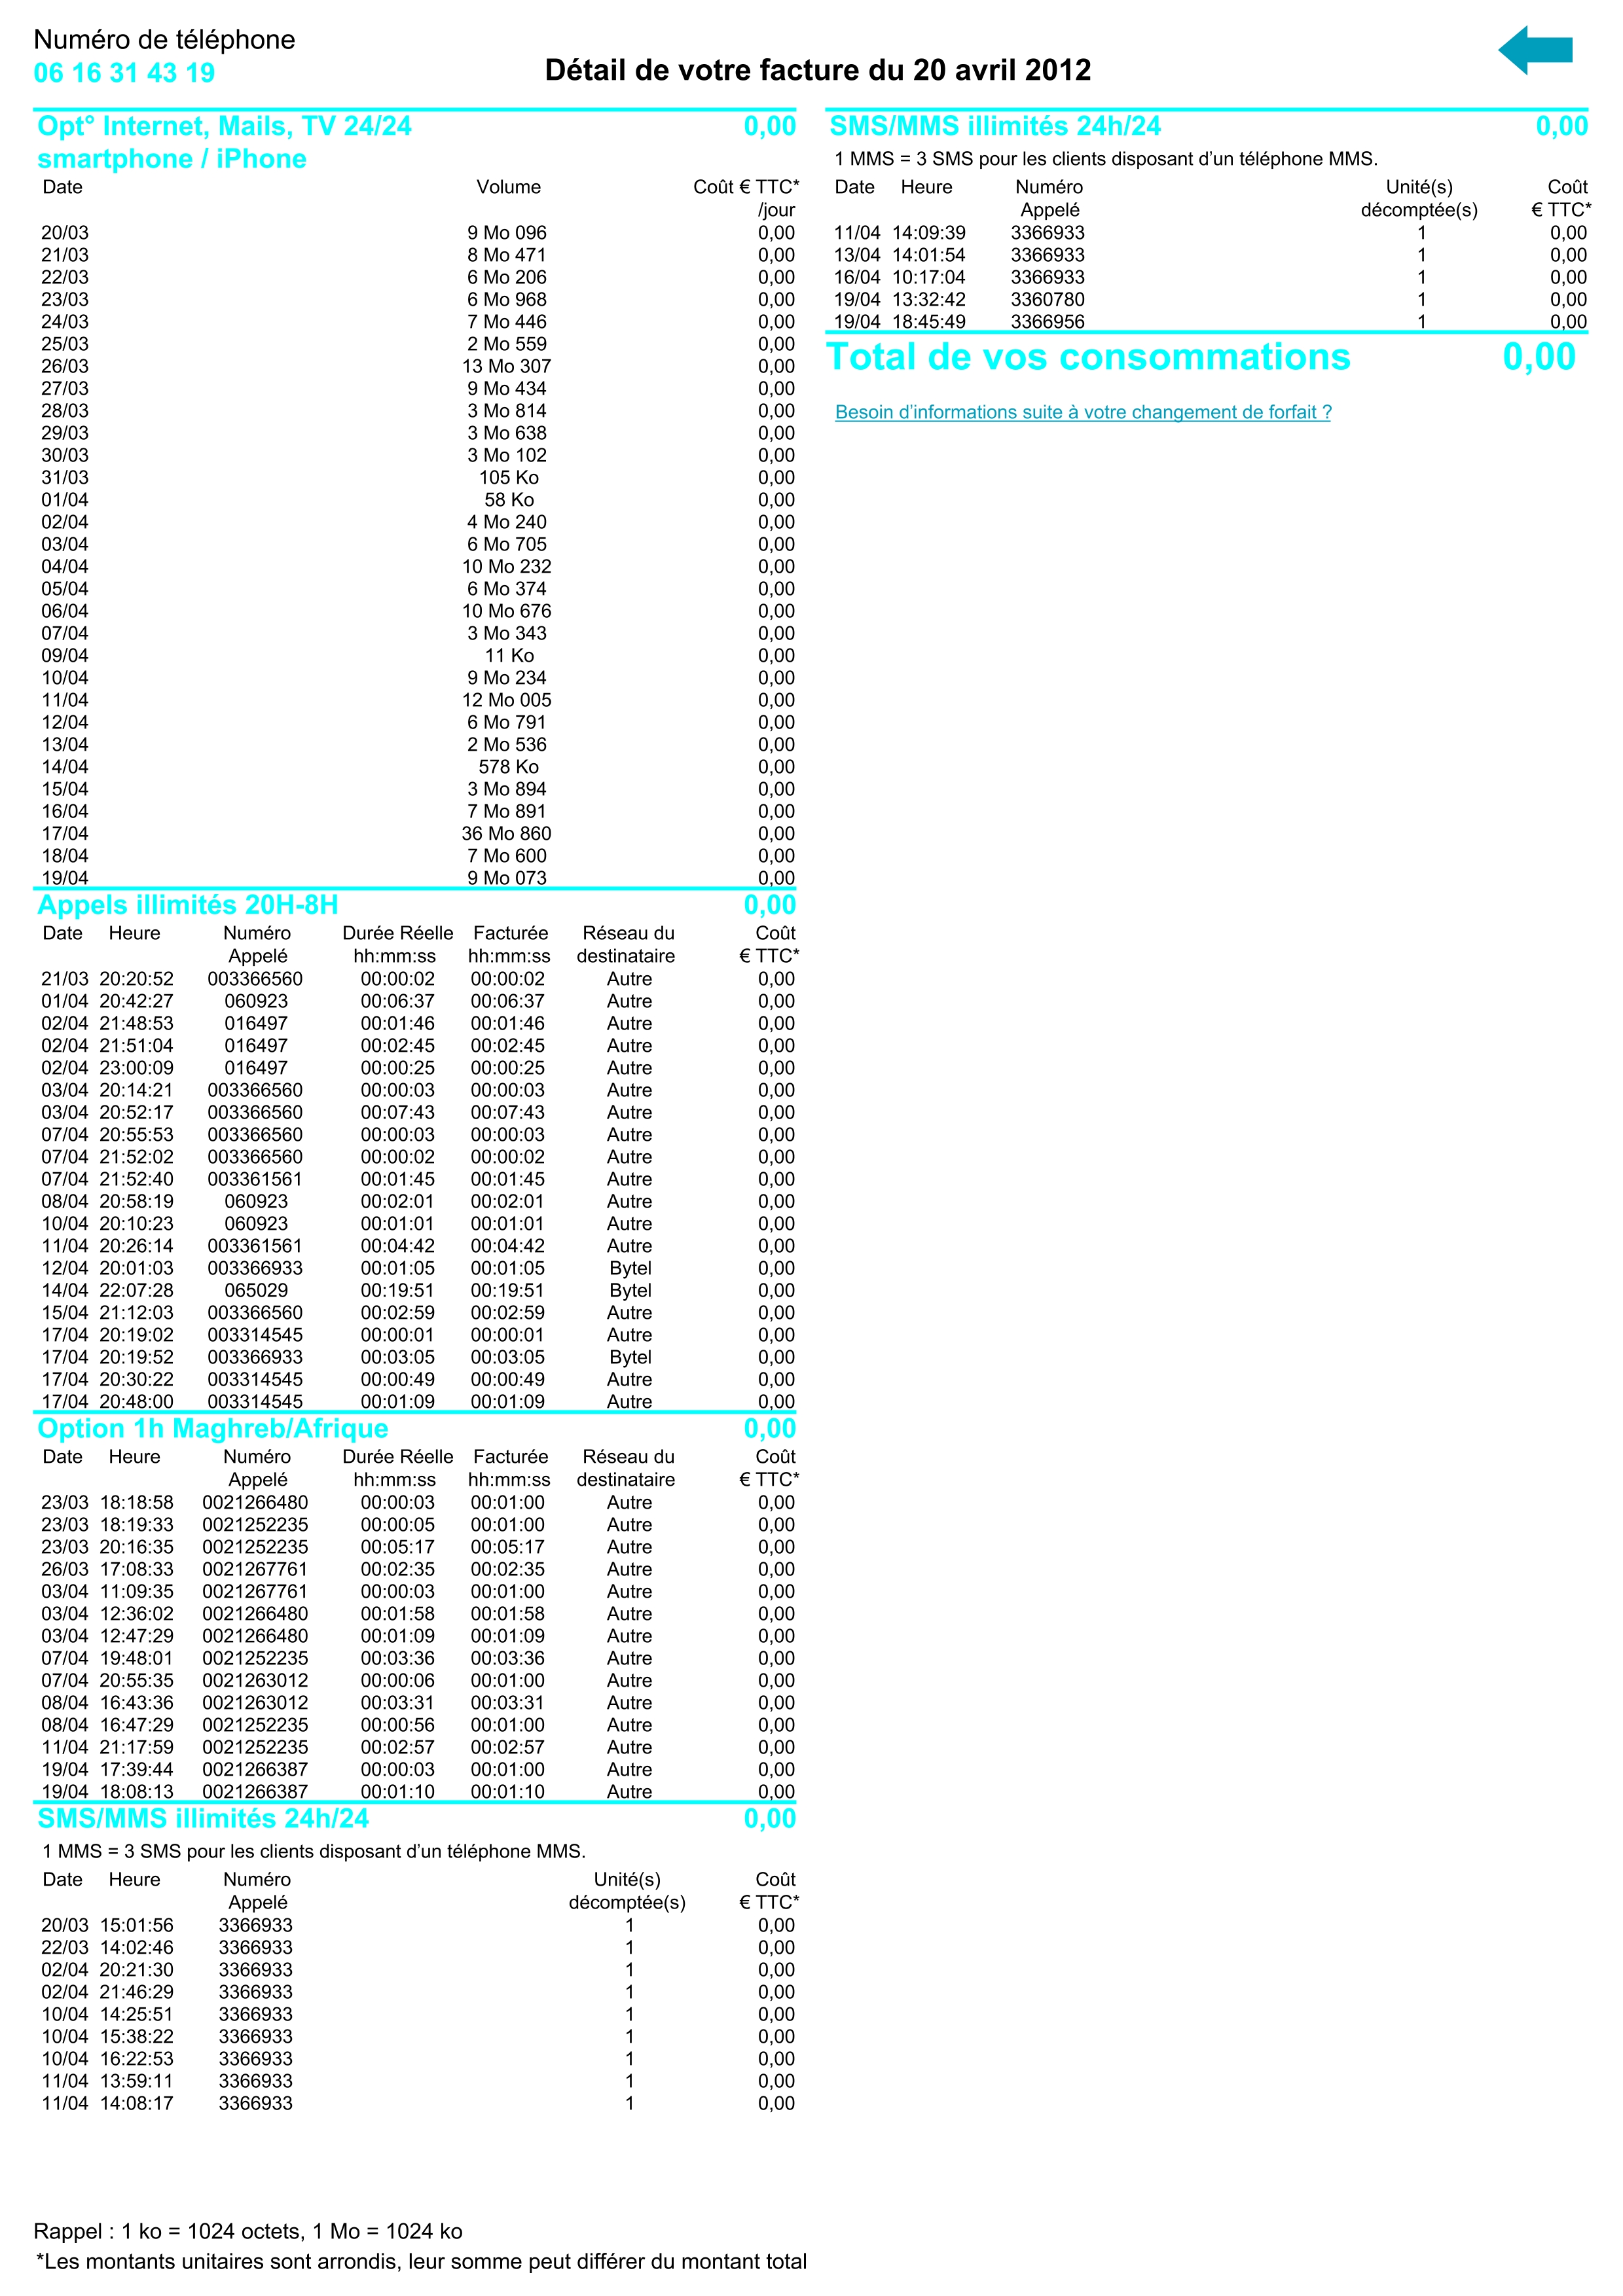 Numéro de téléphone
06 16 31 43 19
Détail de votre facture du 20 avril 2012
Opt° Internet, Mails, TV 24/24 0,00
smartphone / iPhone
Date Volume Coût € TTC*
/jour
20/03 9 Mo 096 0,00
21/03 8 Mo 471 0,00
22/03 6 Mo 206 0,00
23/03 6 Mo 968 0,00
24/03 7 Mo 446 0,00
25/03 2 Mo 559 0,00
26/03 13 Mo 307 0,00
27/03 9 Mo 434 0,00
28/03 3 Mo 814 0,00
29/03 3 Mo 638 0,00
30/03 3 Mo 102 0,00
31/03 105 Ko 0,00
01/04 58 Ko 0,00
02/04 4 Mo 240 0,00
03/04 6 Mo 705 0,00
04/04 10 Mo 232 0,00
05/04 6 Mo 374 0,00
06/04 10 Mo 676 0,00
07/04 3 Mo 343 0,00
09/04 11 Ko 0,00
10/04 9 Mo 234 0,00
11/04 12 Mo 005 0,00
12/04 6 Mo 791 0,00
13/04 2 Mo 536 0,00
14/04 578 Ko 0,00
15/04 3 Mo 894 0,00
16/04 7 Mo 891 0,00
17/04 36 Mo 860 0,00
18/04 7 Mo 600 0,00
19/04 9 Mo 073 0,00
Appels illimités 20H-8H 0,00
Date Heure Numéro Durée Réelle Facturée Réseau du Coût
Appelé hh:mm:ss hh:mm:ss destinataire € TTC*
21/03 20:20:52 003366560 00:00:02 00:00:02 Autre 0,00
01/04 20:42:27 060923 00:06:37 00:06:37 Autre 0,00
02/04 21:48:53 016497 00:01:46 00:01:46 Autre 0,00
02/04 21:51:04 016497 00:02:45 00:02:45 Autre 0,00
02/04 23:00:09 016497 00:00:25 00:00:25 Autre 0,00
03/04 20:14:21 003366560 00:00:03 00:00:03 Autre 0,00
03/04 20:52:17 003366560 00:07:43 00:07:43 Autre 0,00
07/04 20:55:53 003366560 00:00:03 00:00:03 Autre 0,00
07/04 21:52:02 003366560 00:00:02 00:00:02 Autre 0,00
07/04 21:52:40 003361561 00:01:45 00:01:45 Autre 0,00
08/04 20:58:19 060923 00:02:01 00:02:01 Autre 0,00
10/04 20:10:23 060923 00:01:01 00:01:01 Autre 0,00
11/04 20:26:14 003361561 00:04:42 00:04:42 Autre 0,00
12/04 20:01:03 003366933 00:01:05 00:01:05 Bytel 0,00
14/04 22:07:28 065029 00:19:51 00:19:51 Bytel 0,00
15/04 21:12:03 003366560 00:02:59 00:02:59 Autre 0,00
17/04 20:19:02 003314545 00:00:01 00:00:01 Autre 0,00
17/04 20:19:52 003366933 00:03:05 00:03:05 Bytel 0,00
17/04 20:30:22 003314545 00:00:49 00:00:49 Autre 0,00
17/04 20:48:00 003314545 00:01:09 00:01:09 Autre 0,00
Option 1h Maghreb/Afrique 0,00
Date Heure Numéro Durée Réelle Facturée Réseau du Coût
Appelé hh:mm:ss hh:mm:ss destinataire € TTC*
23/03 18:18:58 0021266480 00:00:03 00:01:00 Autre 0,00
23/03 18:19:33 0021252235 00:00:05 00:01:00 Autre 0,00
23/03 20:16:35 0021252235 00:05:17 00:05:17 Autre 0,00
26/03 17:08:33 0021267761 00:02:35 00:02:35 Autre 0,00
03/04 11:09:35 0021267761 00:00:03 00:01:00 Autre 0,00
03/04 12:36:02 0021266480 00:01:58 00:01:58 Autre 0,00
03/04 12:47:29 0021266480 00:01:09 00:01:09 Autre 0,00
07/04 19:48:01 0021252235 00:03:36 00:03:36 Autre 0,00
07/04 20:55:35 0021263012 00:00:06 00:01:00 Autre 0,00
08/04 16:43:36 0021263012 00:03:31 00:03:31 Autre 0,00
08/04 16:47:29 0021252235 00:00:56 00:01:00 Autre 0,00
11/04 21:17:59 0021252235 00:02:57 00:02:57 Autre 0,00
19/04 17:39:44 0021266387 00:00:03 00:01:00 Autre 0,00
19/04 18:08:13 0021266387 00:01:10 00:01:10 Autre 0,00
SMS/MMS illimités 24h/24 0,00
1 MMS = 3 SMS pour les clients disposant d'un téléphone MMS.
Date Heure Numéro Unité(s) Coût
Appelé décomptée(s) € TTC*
20/03 15:01:56 3366933 1 0,00
22/03 14:02:46 3366933 1 0,00
02/04 20:21:30 3366933 1 0,00
02/04 21:46:29 3366933 1 0,00
10/04 14:25:51 3366933 1 0,00
10/04 15:38:22 3366933 1 0,00
10/04 16:22:53 3366933 1 0,00
11/04 13:59:11 3366933 1 0,00
11/04 14:08:17 3366933 1 0,00
SMS/MMS illimités 24h/24 0,00
1 MMS = 3 SMS pour les clients disposant d'un téléphone MMS.
Date Heure Numéro Unité(s) Coût
Appelé décomptée(s) € TTC*
11/04 14:09:39 3366933 1 0,00
13/04 14:01:54 3366933 1 0,00
16/04 10:17:04 3366933 1 0,00
19/04 13:32:42 3360780 1 0,00
19/04 18:45:49 3366956 1 0,00
Total de vos consommations 0,00
Besoin d'informations suite à votre changement de forfait ?
Rappel : 1 ko = 1024 octets, 1 Mo = 1024 ko
*Les montants unitaires sont arrondis, leur somme peut différer du montant total